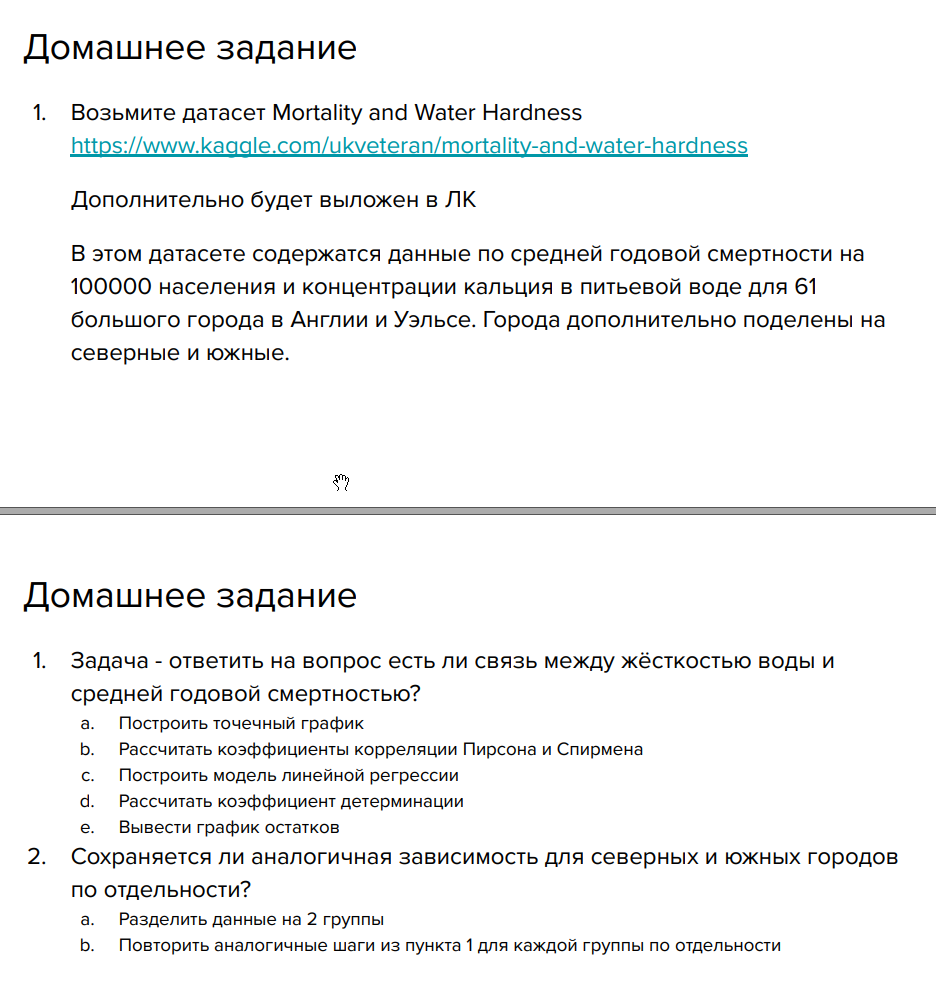 Домашнее задание
1. Возьмите датасет Mortality and Water Hardness
https://www.kaggle.com/ukveteran/mortality-and-water-hardness
Дополнительно будет выложен в ЛК
В этом датасете содержатся данные по средней годовой смертности на
100000 населения и концентрации кальция в питьевой воде для 61
большого города в Англии и Уэльсе. Города дополнительно поделены на
северные и южные.
Домашнее задание
1. Задача - ответить на вопрос есть ли связь между жёсткостью воды и
средней годовой смертностью?
a. Построить точечный график
b. Рассчитать коэффициенты корреляции Пирсона и Спирмена
c. Построить модель линейной регрессии
d. Рассчитать коэффициент детерминации
e. Вывести график остатков
2. Сохраняется ли аналогичная зависимость для северных и южных городов
по отдельности?
a. Разделить данные на 2 группы
b. Повторить аналогичные шаги из пункта 1 для каждой группы по отдельности